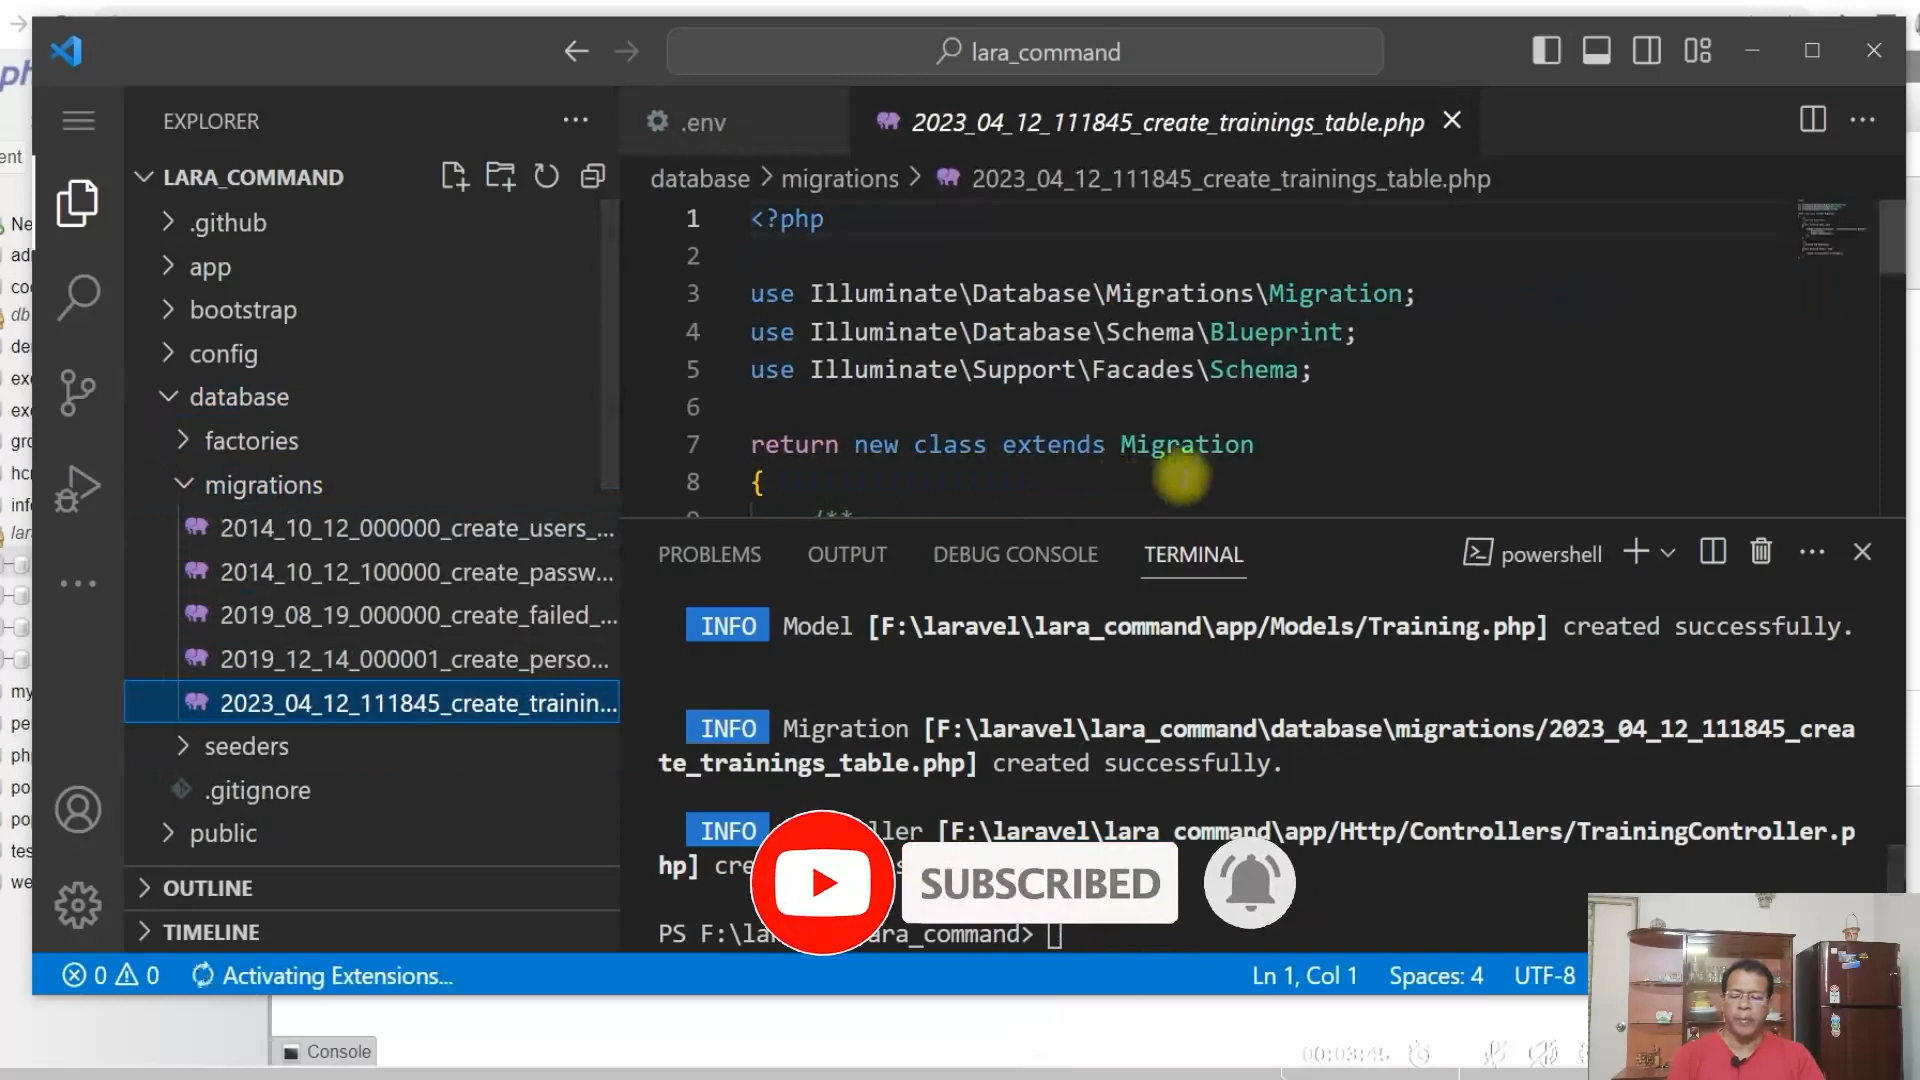 lara_command
EXPLORER
LARA_COMMAND
.github
app
bootstrap
config
database
factories
migrations
2014_10_12_000000_create_users_...
2014_10_12_100000_create_passw...
2019_08_19_000000_create_failed_...
2019_12_14_000001_create_perso...
2023_04_12_111845_create_trainin...
seeders
.gitignore
public
OUTLINE
TIMELINE
.env
2023_04_12_111845_create_trainings_table.php
database > migrations > 2023_04_12_111845_create_trainings_table.php
1 <?php
2
3 use Illuminate\Database\Migrations\Migration;
4 use Illuminate\Database\Schema\Blueprint;
5 use Illuminate\Support\Facades\Schema;
6
7 return new class extends Migration
8 {
/**
PROBLEMS OUTPUT DEBUG CONSOLE TERMINAL powershell
INFO Model [F:\laravel\lara_command\app/Models/Training.php] created successfully.
INFO Migration [F:\laravel\lara_command\database\migrations/2023_04_12_111845_crea
te_trainings_table.php] created successfully.
INFO ller [F:\laravel\lara_command\app/Http/Controllers/TrainingController.p
hp] cre
SUBSCRIBED
PS F:\la ara_command>
0 0 Activating Extensions... Ln 1, Col 1 Spaces: 4 UTF-8
Console
00:03:45